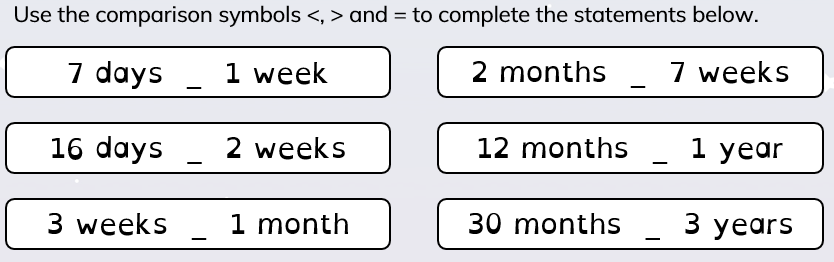 Use the comparison symbols <, > and = to complete the statements below.
7 days _ 1 week
2 months _ 7 weeks
16 days _ 2 weeks
12 months _ 1 year
3 weeks _ 1 month
30 months _ 3 years